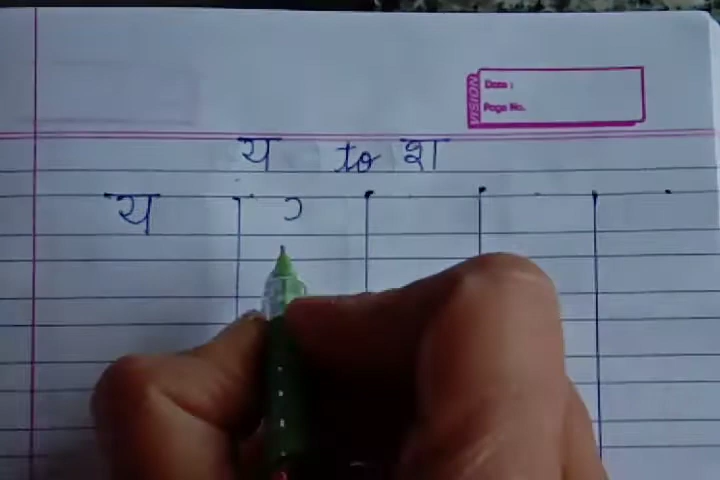 VISION
Date :
Page No.
य to श
य